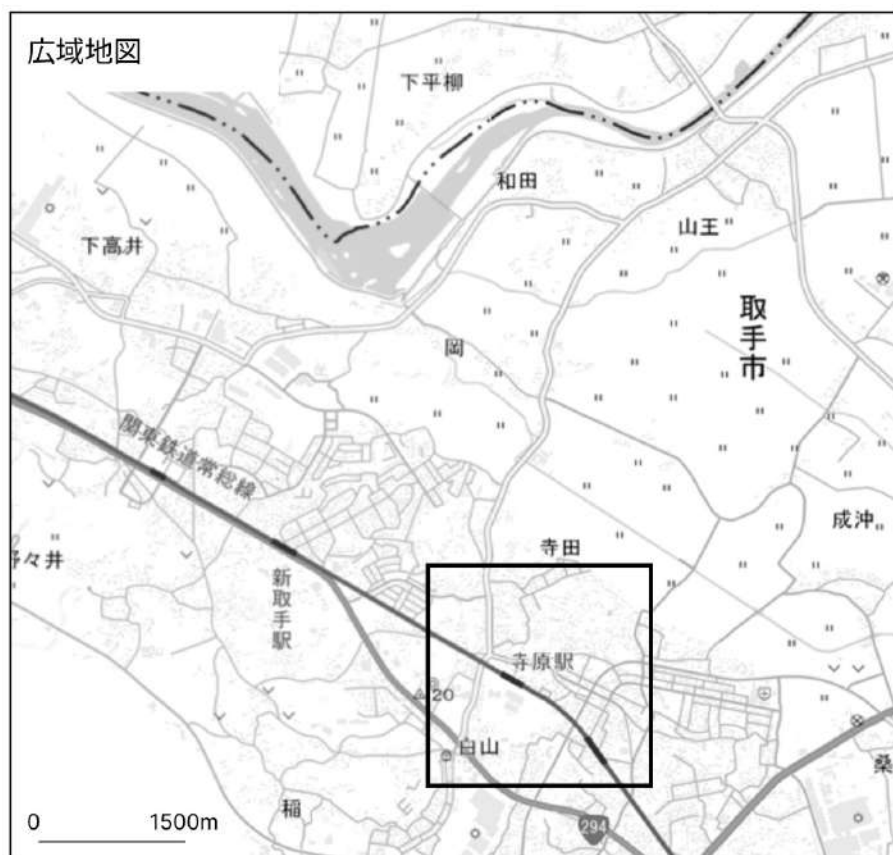 広域地図
下平柳
和田
山王
下高井
取手市
岡
関東鉄道常総線
成沖
寺田
野々井
新取手駅
寺原駅
20
白山
桑
稲
294
0 1500m